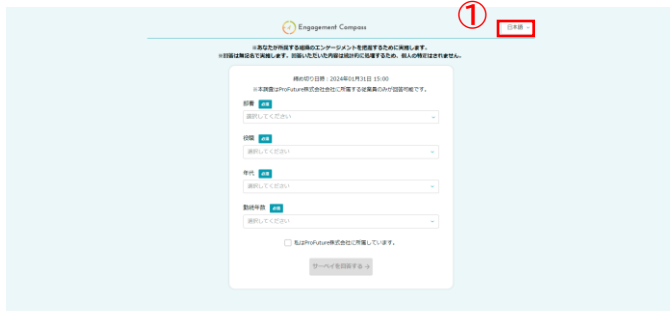 ①
Engagement Compass
日本語
※あなたが所属する組織のエンゲージメントを把握するために実施します。
※回答は無記名で実施します。回答いただいた内容は統計的に処理するため、個人の特定はされません。
締め切り日時：2024年01月31日 15:00
※本調査はProFuture株式会社会社に所属する従業員のみが回答可能です。
部署 必須
選択してください
役職 必須
選択してください
年代 必須
選択してください
勤続年数 必須
選択してください
私はProFuture株式会社に所属しています。
サーベイを回答する →